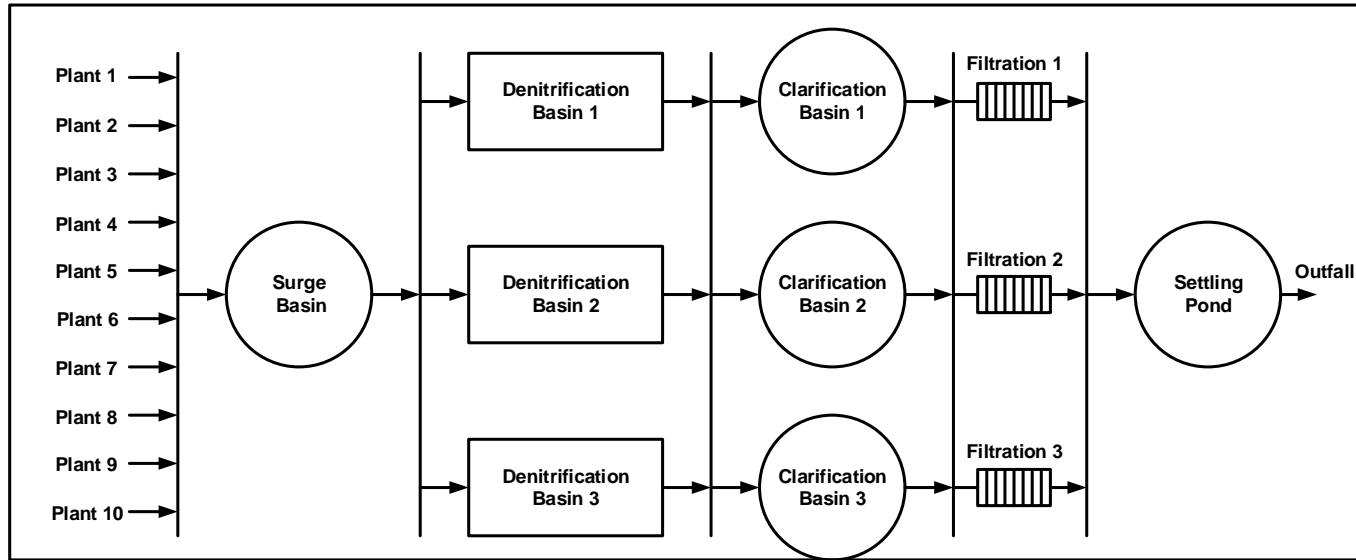 Plant 1
Plant 2
Plant 3
Plant 4
Plant 5
Plant 6
Plant 7
Plant 8
Plant 9
Plant 10
Surge
Basin
Denitrification
Basin 1
Denitrification
Basin 2
Denitrification
Basin 3
Clarification
Basin 1
Clarification
Basin 2
Clarification
Basin 3
Filtration 1
Filtration 2
Filtration 3
Settling
Pond
Outfall